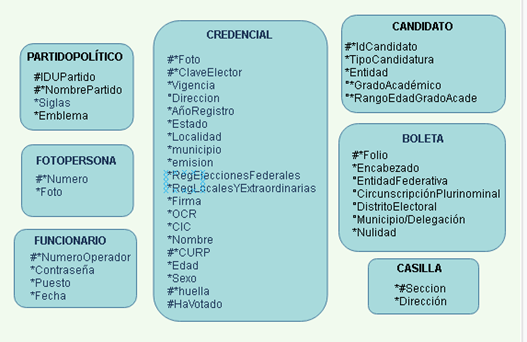 PARTIDOPOLÍTICO
#IDUPartido
#*NombrePartido
*Siglas
*Emblema
FOTOPERSONA
*Numero
*Foto
FUNCIONARIO
#*NumeroOperador
*Contraseña
*Puesto
*Fecha
CREDENCIAL
#*Foto
#*ClaveElector
*Vigencia
°Direccion
*AñoRegistro
*Estado
*Localidad
*municipio
*emision
*RegEleccionesFederales
*RegLocalesYExtraordinarias
*Firma
*OCR
*CIC
*Nombre
#*CURP
*Edad
*Sexo
#*huella
#HaVotado
CANDIDATO
#*IdCandidato
*TipoCandidatura
*Entidad
°*GradoAcadémico
°*RangoEdadGradoAcade
BOLETA
#*Folio
*Encabezado
°EntidadFederativa
°CircunscripciónPlurinominal
°DistritoElectoral
°Municipio/Delegación
*Nulidad
CASILLA
*#Seccion
*Dirección